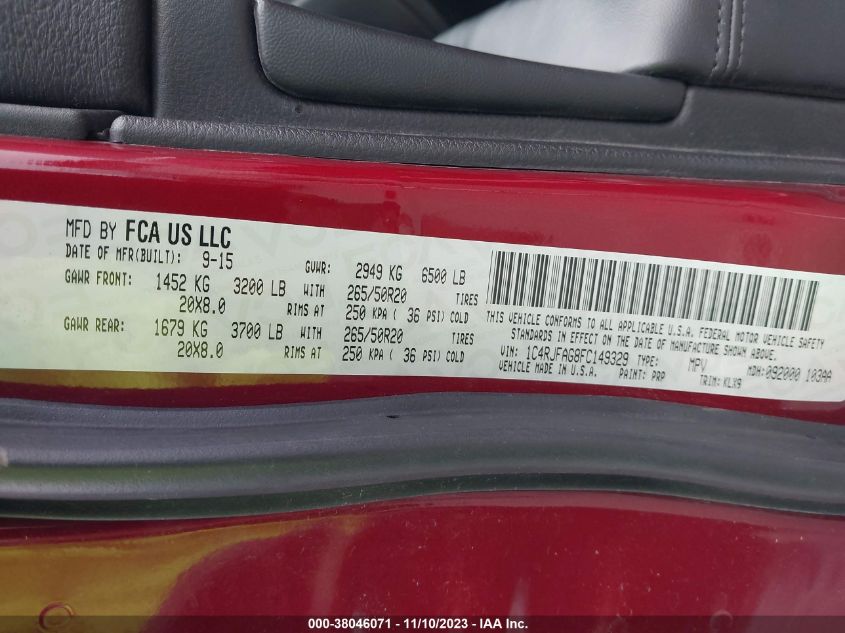 MFD BY FCA US LLC
DATE OF MFR(BUILT): 9-15 GVWR: 2949 KG 6500 LB
GAWR FRONT: 1452 KG 3200 LB WITH 265/50R20 TIRES
20X8.0 RIMS AT 250 KPA ( 36 PSI) COLD
GAWR REAR: 1679 KG 3700 LB WITH 265/50R20 TIRES
20X8.0 RIMS AT 250 KPA ( 36 PSI) COLD
THIS VEHICLE CONFORMS TO ALL APPLICABLE U.S.A. FEDERAL MOTOR VEHICLE SAFETY
STANDARDS IN EFFECT ON THE DATE OF MANUFACTURE SHOWN ABOVE.
VIN: 1C4RJFAG8FC149329 TYPE: MPV MDH: 092000 103AA
VEHICLE MADE IN U.S.A. PAINT: PRP TRIM: KLX9
000-38046071 - 11/10/2023 - IAA Inc.